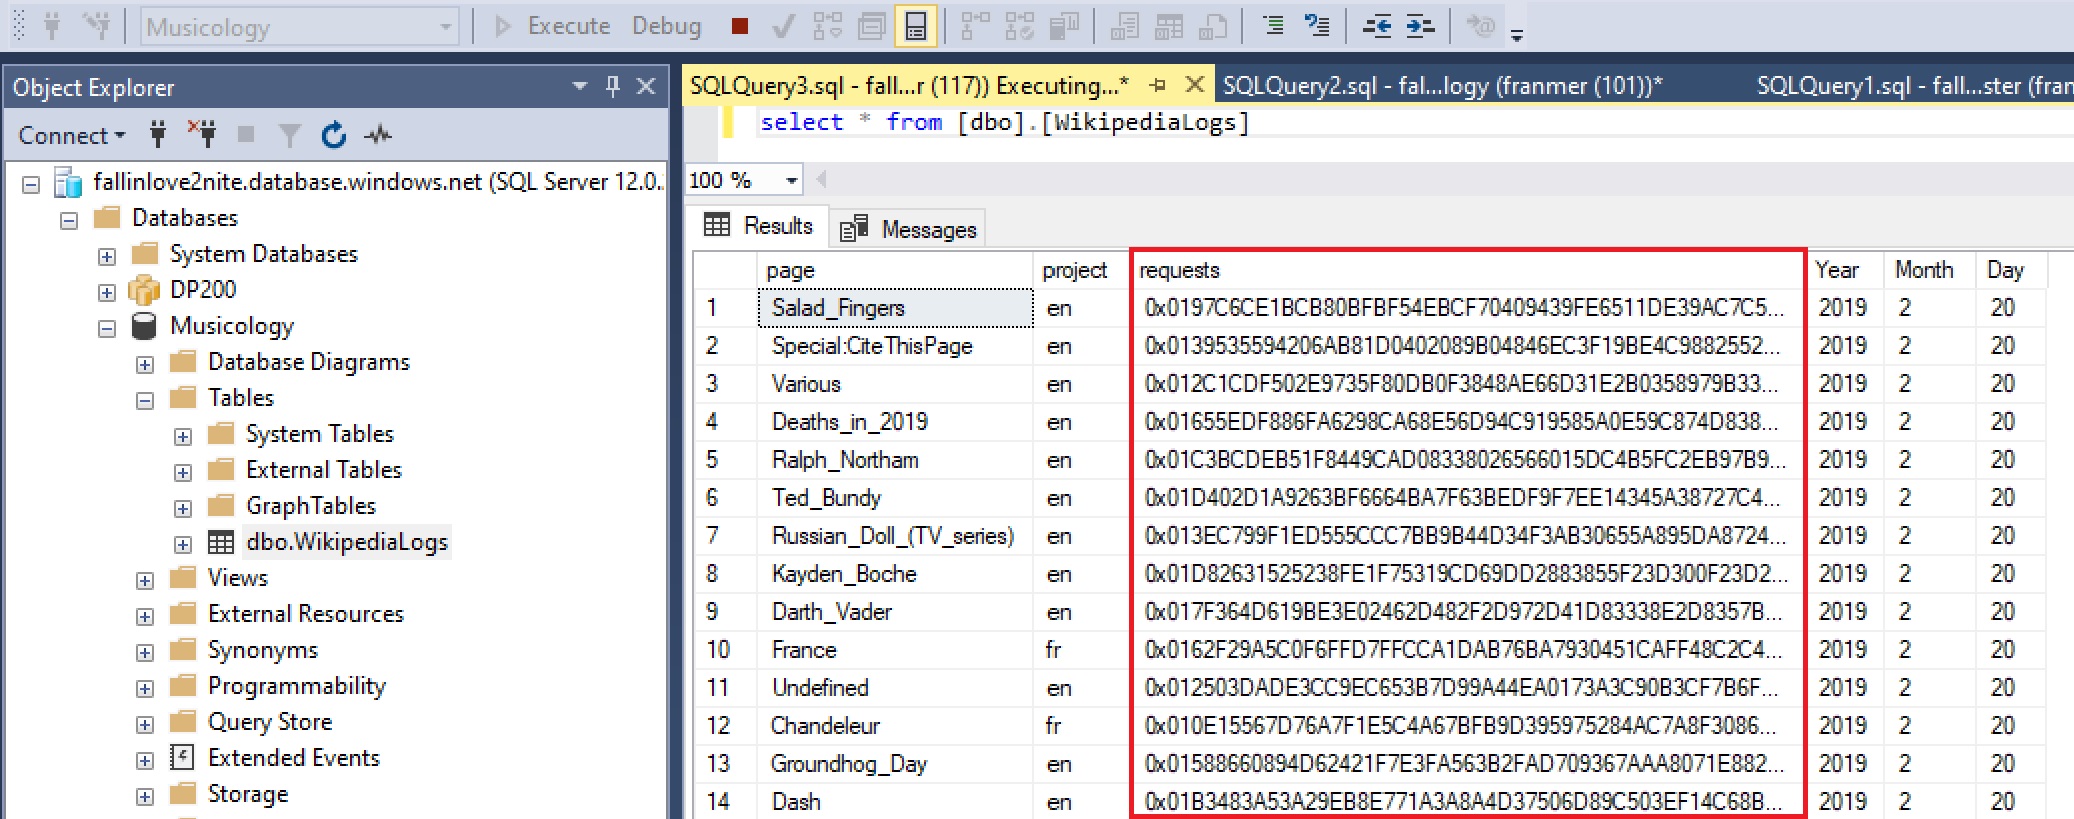 Musicology Execute Debug
Object Explorer
Connect
fallinlove2nite.database.windows.net (SQL Server 12.0.
Databases
System Databases
DP200
Musicology
Database Diagrams
Tables
System Tables
External Tables
GraphTables
dbo.WikipediaLogs
Views
External Resources
Synonyms
Programmability
Query Store
Extended Events
Storage
SQLQuery3.sql - fall...r (117)) Executing...* SQLQuery2.sql - fal...logy (franmer (101))* SQLQuery1.sql - fall...ster (fran
select * from [dbo].[WikipediaLogs]
100 %
Results Messages
page project requests Year Month Day
1 Salad_Fingers en 0x0197C6CE1BCB80BFBF54EBCF70409439FE6511DE39AC7C5... 2019 2 20
2 Special:CiteThisPage en 0x0139535594206AB81D0402089B04846EC3F19BE4C9882552... 2019 2 20
3 Various en 0x012C1CDF502E9735F80DB0F3848AE66D31E2B0358979B33... 2019 2 20
4 Deaths_in_2019 en 0x01655EDF886FA6298CA68E56D94C919585A0E59C874D838... 2019 2 20
5 Ralph_Northam en 0x01C3BCDEB51F8449CAD08338026566015DC4B5FC2EB97B9... 2019 2 20
6 Ted_Bundy en 0x01D402D1A9263BF6664BA7F63BEDF9F7EE14345A38727C4... 2019 2 20
7 Russian_Doll_(TV_series) en 0x013EC799F1ED555CCC7BB9B44D34F3AB30655A895DA8724... 2019 2 20
8 Kayden_Boche en 0x01D82631525238FE1F75319CD69DD2883855F23D300F23D2... 2019 2 20
9 Darth_Vader en 0x017F364D619BE3E02462D482F2D972D41D83338E2D8357B... 2019 2 20
10 France fr 0x0162F29A5C0F6FFD7FFCCA1DAB76BA7930451CAFF48C2C4... 2019 2 20
11 Undefined en 0x012503DADE3CC9EC653B7D99A44EA0173A3C90B3CF7B6F... 2019 2 20
12 Chandeleur fr 0x010E15567D76A7F1E5C4A67BFB9D395975284AC7A8F3086... 2019 2 20
13 Groundhog_Day en 0x01588660894D62421F7E3FA563B2FAD709367AAA8071E882... 2019 2 20
14 Dash en 0x01B3483A53A29EB8E771A3A8A4D37506D89C503EF14C68B... 2019 2 20